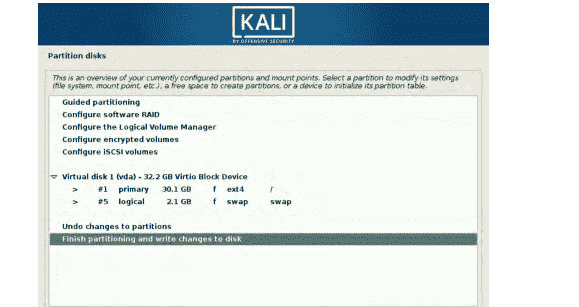 KALI
BY OFFENSIVE SECURITY
Partition disks
This is an overview of your currently configured partitions and mount points. Select a partition to modify its settings
(file system, mount point, etc.), a free space to create partitions, or a device to initialize its partition table.
Guided partitioning
Configure software RAID
Configure the Logical Volume Manager
Configure encrypted volumes
Configure iSCSI volumes
Virtual disk 1 (vda) - 32.2 GB Virtio Block Device
> #1 primary 30.1 GB f ext4 /
> #5 logical 2.1 GB f swap swap
Undo changes to partitions
Finish partitioning and write changes to disk